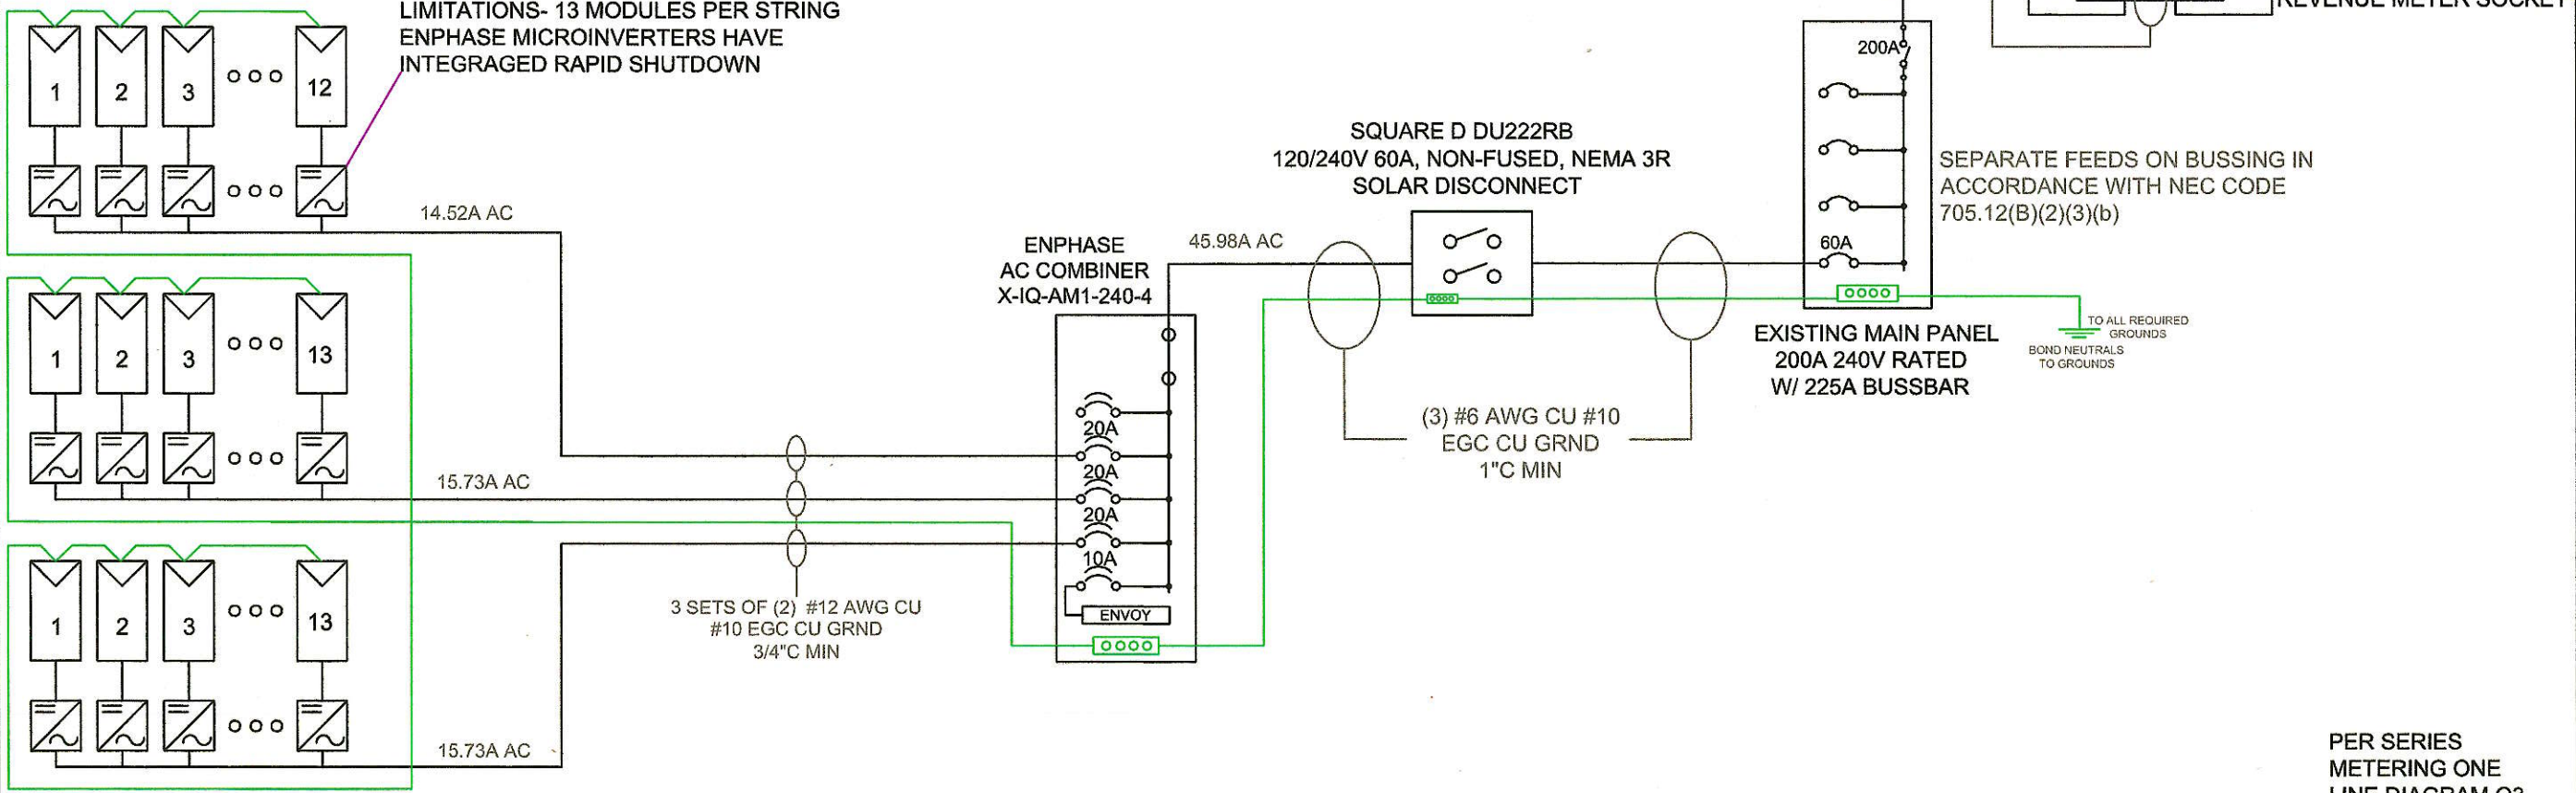 LIMITATIONS- 13 MODULES PER STRING
ENPHASE MICROINVERTERS HAVE
INTEGRAGED RAPID SHUTDOWN
1 2 3 12
14.52A AC
1 2 3 13
15.73A AC
1 2 3 13
15.73A AC
3 SETS OF (2) #12 AWG CU
#10 EGC CU GRND
3/4"C MIN
ENPHASE
AC COMBINER
X-IQ-AM1-240-4
20A
20A
20A
10A
ENVOY
45.98A AC
SQUARE D DU222RB
120/240V 60A, NON-FUSED, NEMA 3R
SOLAR DISCONNECT
(3) #6 AWG CU #10
EGC CU GRND
1"C MIN
200A
60A
EXISTING MAIN PANEL
200A 240V RATED
W/ 225A BUSSBAR
SEPARATE FEEDS ON BUSSING IN
ACCORDANCE WITH NEC CODE
705.12(B)(2)(3)(b)
TO ALL REQUIRED
GROUNDS
BOND NEUTRALS
TO GROUNDS
REVENUE METER SOCKET
PER SERIES
METERING ONE
LINE DIAGRAM